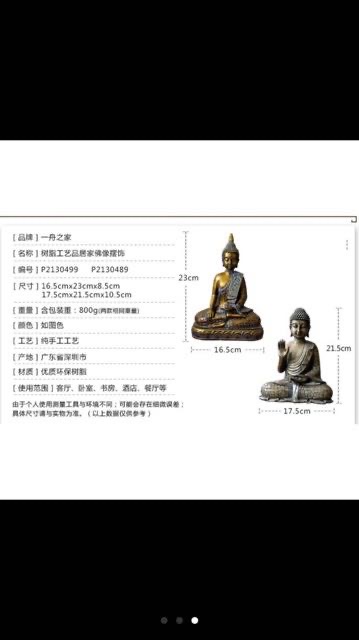 [ 品牌 ] 一舟之家
[ 名称 ] 树脂工艺品居家佛像摆饰
[ 编号 ] P2130499 P2130489
[ 尺寸 ] 16.5cmx23cmx8.5cm
17.5cmx21.5cmx10.5cm
[ 重量 ] 含包装重：800g(两款相同重量)
[ 颜色 ] 如图色
[ 工艺 ] 纯手工工艺
[ 产地 ] 广东省深圳市
[ 材质 ] 优质环保树脂
[ 使用范围 ] 客厅、卧室、书房、酒店、餐厅等
由于个人使用测量工具与环境不同；可能会存在细微误差；
具体尺寸请与实物为准。（以上数据仅供参考）
23cm
16.5cm
21.5cm
17.5cm